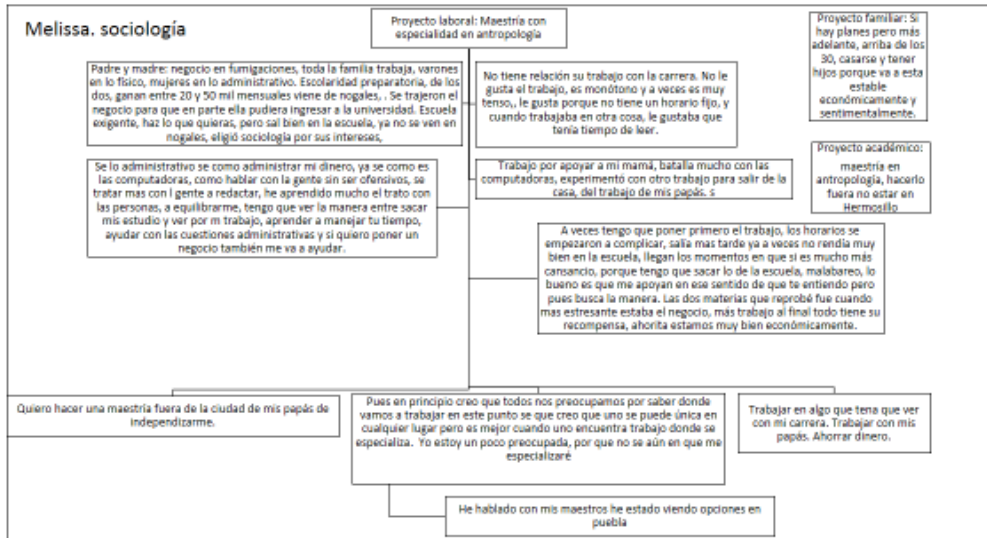 Melissa. sociología
Proyecto laboral: Maestría con
especialidad en antropología
Proyecto familiar: Si
hay planes pero más
adelante, arriba de los
30, casarse y tener
hijos porque va a esta
estable
económicamente y
sentimentalmente.
Padre y madre: negocio en fumigaciones, toda la familia trabaja, varones
en lo físico, mujeres en lo administrativo. Escolaridad preparatoria, de los
dos, ganan entre 20 y 50 mil mensuales viene de nogales, . Se trajeron el
negocio para que en parte ella pudiera ingresar a la universidad. Escuela
exigente, haz lo que quieras, pero sal bien en la escuela, ya no se ven en
nogales, eligió sociología por sus intereses,
No tiene relación su trabajo con la carrera. No le
gusta el trabajo, es monótono y a veces es muy
tenso,, le gusta porque no tiene un horario fijo, y
cuando trabajaba en otra cosa, le gustaba que
tenía tiempo de leer.
Proyecto académico:
maestría en
antropología, hacerlo
fuera no estar en
Hermosillo
Se lo administrativo se como administrar mi dinero, ya se como es
las computadoras, como hablar con la gente sin ser ofensivos, se
tratar mas con l gente a redactar, he aprendido mucho el trato con
las personas, a equilibrarme, tengo que ver la manera entre sacar
mis estudio y ver por m trabajo, aprender a manejar tu tiempo,
ayudar con las cuestiones administrativas y si quiero poner un
negocio también me va a ayudar.
Trabajo por apoyar a mi mamá, batalla mucho con las
computadoras, experimentó con otro trabajo para salir de la
casa, del trabajo de mis papás. s
A veces tengo que poner primero el trabajo, los horarios se
empezaron a complicar, salía mas tarde ya a veces no rendía muy
bien en la escuela, llegan los momentos en que si es mucho más
cansancio, porque tengo que sacar lo de la escuela, malabareo, lo
bueno es que me apoyan en ese sentido de que te entiendo pero
pues busca la manera. Las dos materias que reprobé fue cuando
mas estresante estaba el negocio, más trabajo al final todo tiene su
recompensa, ahorita estamos muy bien económicamente.
Quiero hacer una maestría fuera de la ciudad de mis papás de
independizarme.
Pues en principio creo que todos nos preocupamos por saber donde
vamos a trabajar en este punto se que creo que uno se puede única en
cualquier lugar pero es mejor cuando uno encuentra trabajo donde se
especializa. Yo estoy un poco preocupada, por que no se aún en que me
especializaré
Trabajar en algo que tena que ver
con mi carrera. Trabajar con mis
papás. Ahorrar dinero.
He hablado con mis maestros he estado viendo opciones en
puebla